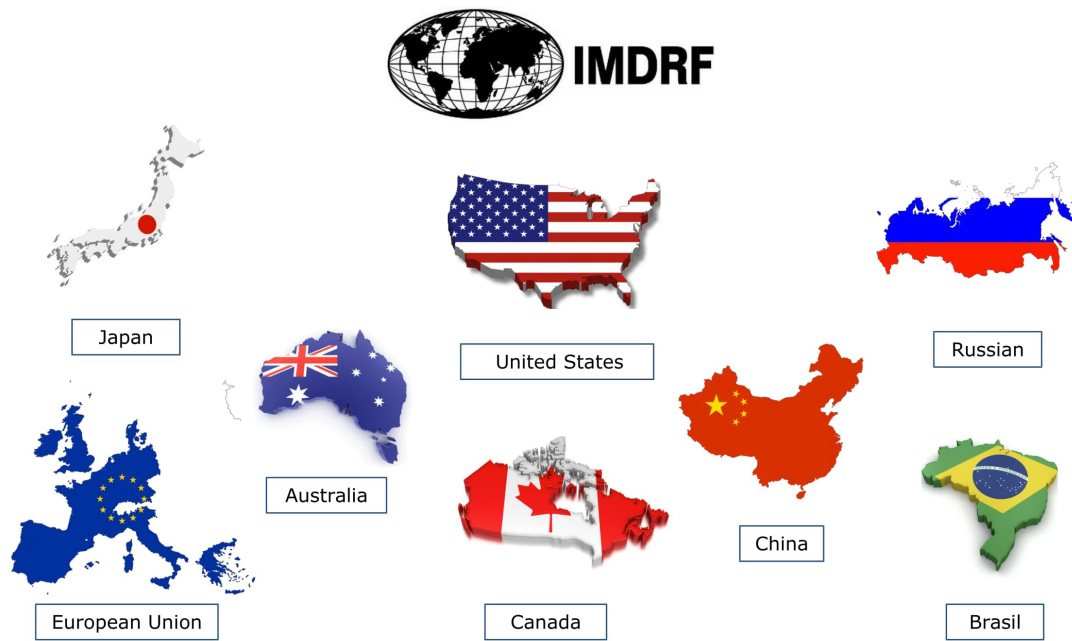 IMDRF
Japan
United States
Russian
Australia
China
European Union
Canada
Brasil